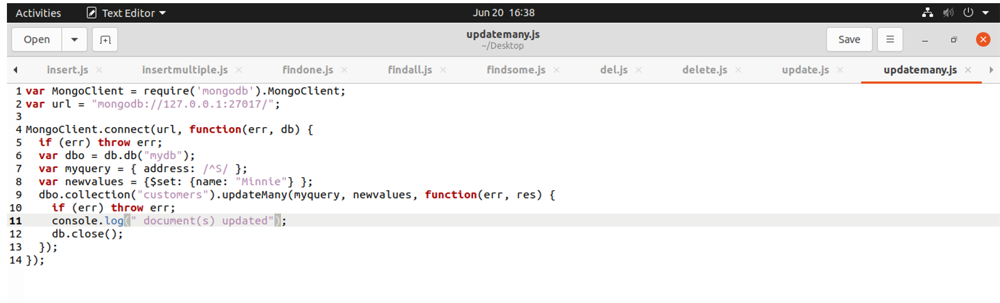 Activities Text Editor Jun 20 16:38
Open updatemany.js Save
~/Desktop
insert.js insertmultiple.js findone.js findall.js findsome.js del.js delete.js update.js updatemany.js
1 var MongoClient = require('mongodb').MongoClient;
2 var url = "mongodb://127.0.0.1:27017/";
3
4 MongoClient.connect(url, function(err, db) {
5   if (err) throw err;
6   var dbo = db.db("mydb");
7   var myquery = { address: /^S/ };
8   var newvalues = {$set: {name: "Minnie"} };
9   dbo.collection("customers").updateMany(myquery, newvalues, function(err, res) {
10     if (err) throw err;
11     console.log(" document(s) updated");
12     db.close();
13   });
14 });